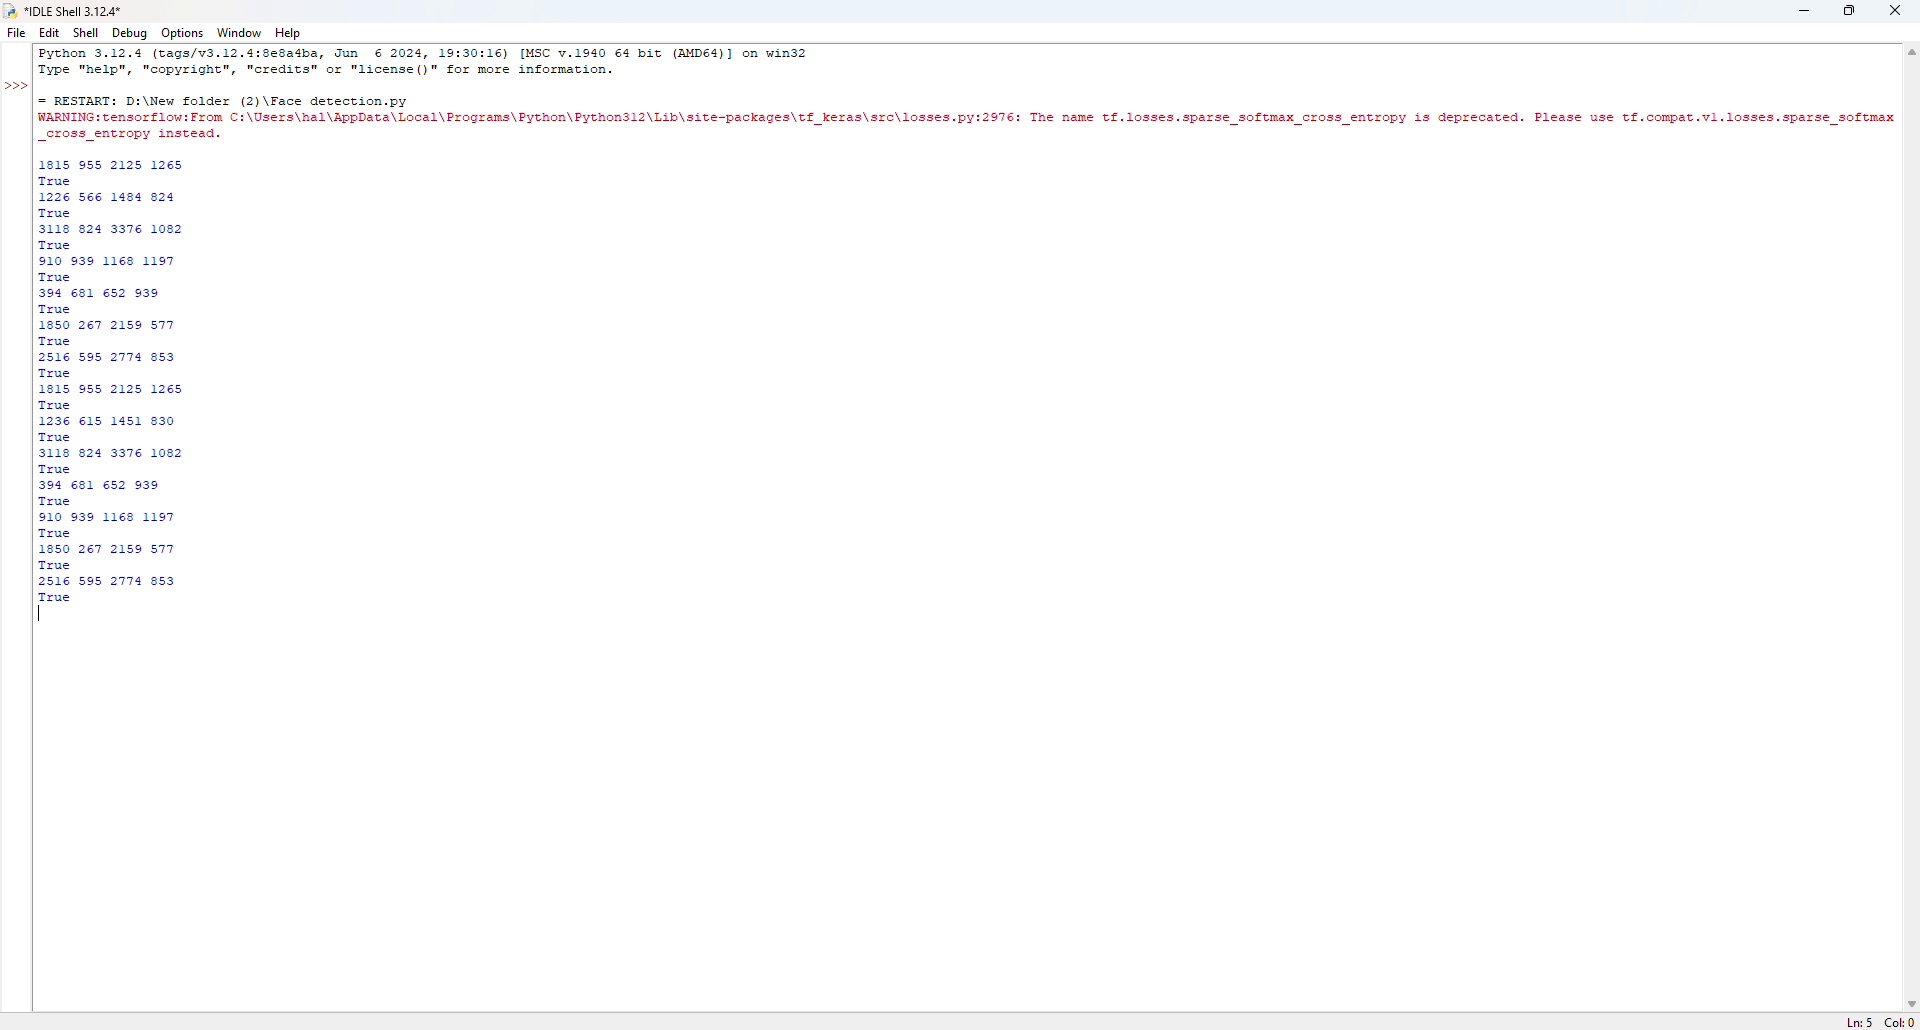 *IDLE Shell 3.12.4*
File Edit Shell Debug Options Window Help
Python 3.12.4 (tags/v3.12.4:8e8a4ba, Jun  6 2024, 19:30:16) [MSC v.1940 64 bit (AMD64)] on win32
Type "help", "copyright", "credits" or "license()" for more information.
>>>
= RESTART: D:\New folder (2)\Face detection.py
WARNING:tensorflow:From C:\Users\hal\AppData\Local\Programs\Python\Python312\Lib\site-packages\tf_keras\src\losses.py:2976: The name tf.losses.sparse_softmax_cross_entropy is deprecated. Please use tf.compat.v1.losses.sparse_softmax
_cross_entropy instead.
1815 955 2125 1265
True
1226 566 1484 824
True
3118 824 3376 1082
True
910 939 1168 1197
True
394 681 652 939
True
1850 267 2159 577
True
2516 595 2774 853
True
1815 955 2125 1265
True
1236 615 1451 830
True
3118 824 3376 1082
True
394 681 652 939
True
910 939 1168 1197
True
1850 267 2159 577
True
2516 595 2774 853
True
Ln: 5 Col: 0